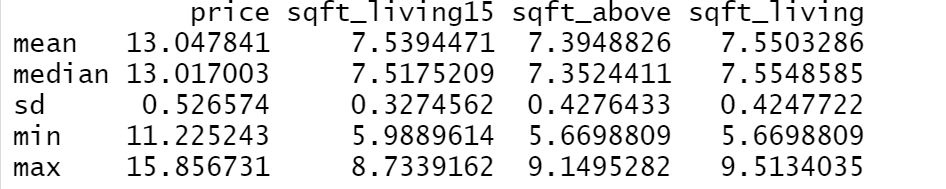 price sqft_living15 sqft_above sqft_living
mean 13.047841 7.5394471 7.3948826 7.5503286
median 13.017003 7.5175209 7.3524411 7.5548585
sd 0.526574 0.3274562 0.4276433 0.4247722
min 11.225243 5.9889614 5.6698809 5.6698809
max 15.856731 8.7339162 9.1495282 9.5134035